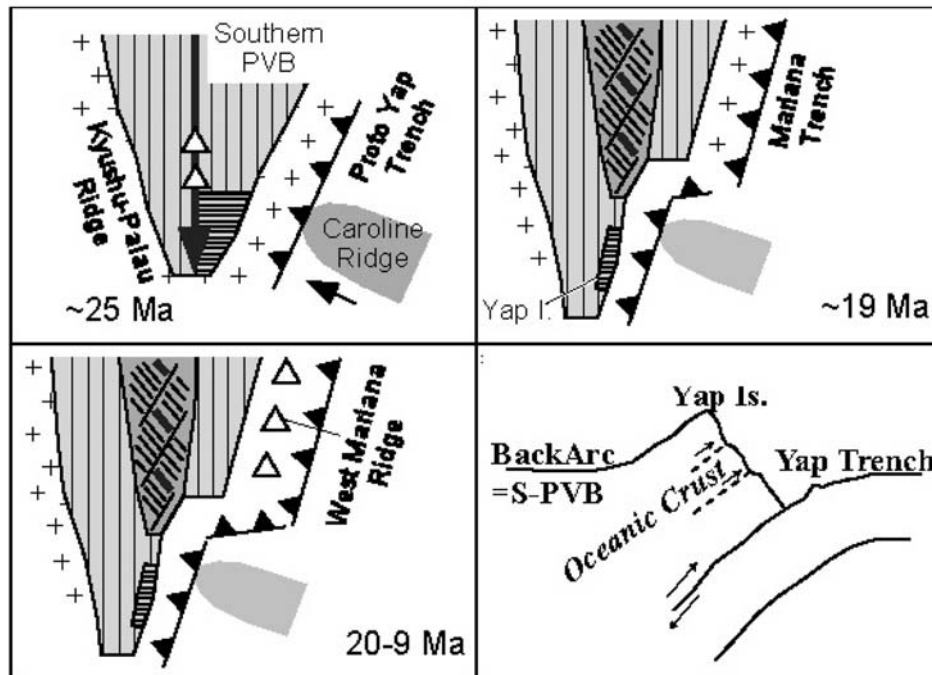 Southern
PVB
Kyushu-Palau
Ridge
Proto Yap
Trench
Caroline
Ridge
~25 Ma
Mariana
Trench
Yap I.
~19 Ma
West Mariana
Ridge
20-9 Ma
:
Yap Is.
BackArc
=S-PVB
Oceanic Crust
Yap Trench